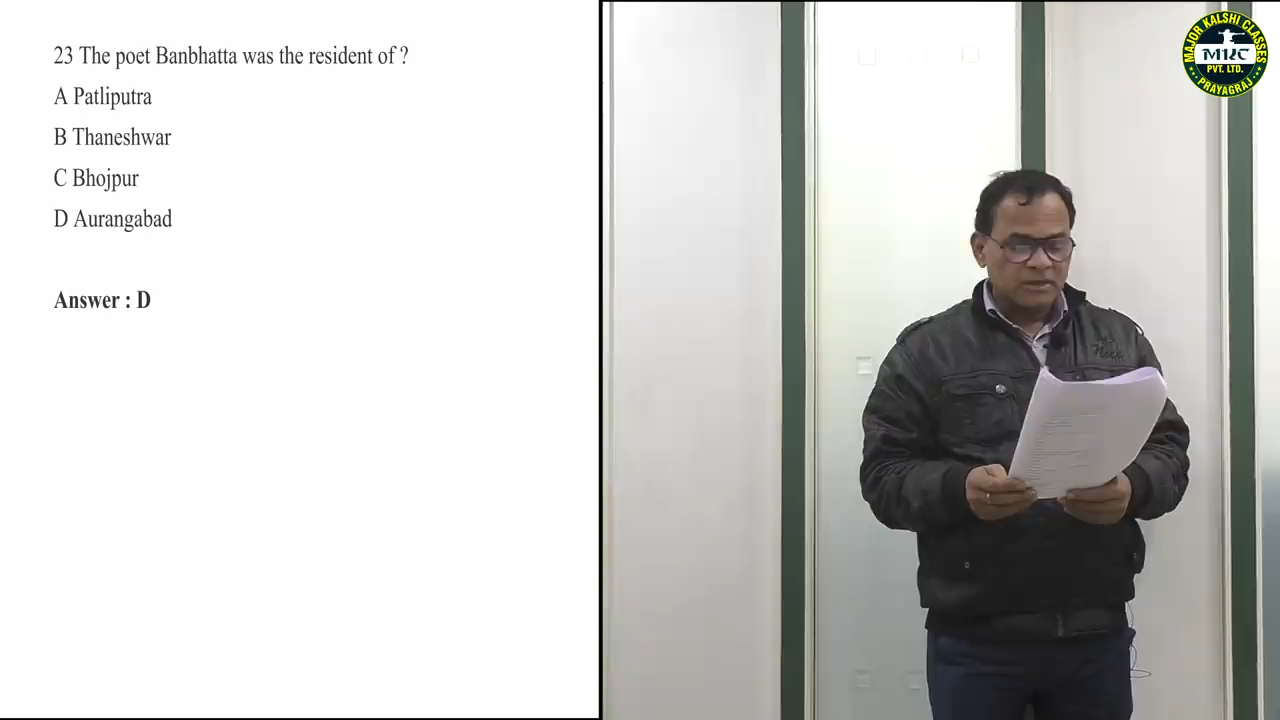 23 The poet Banbhatta was the resident of ?
A Patliputra
B Thaneshwar
C Bhojpur
D Aurangabad
Answer : D
MAJOR KALSHI CLASSES
MKC
PVT. LTD.
PRAYAGRAJ